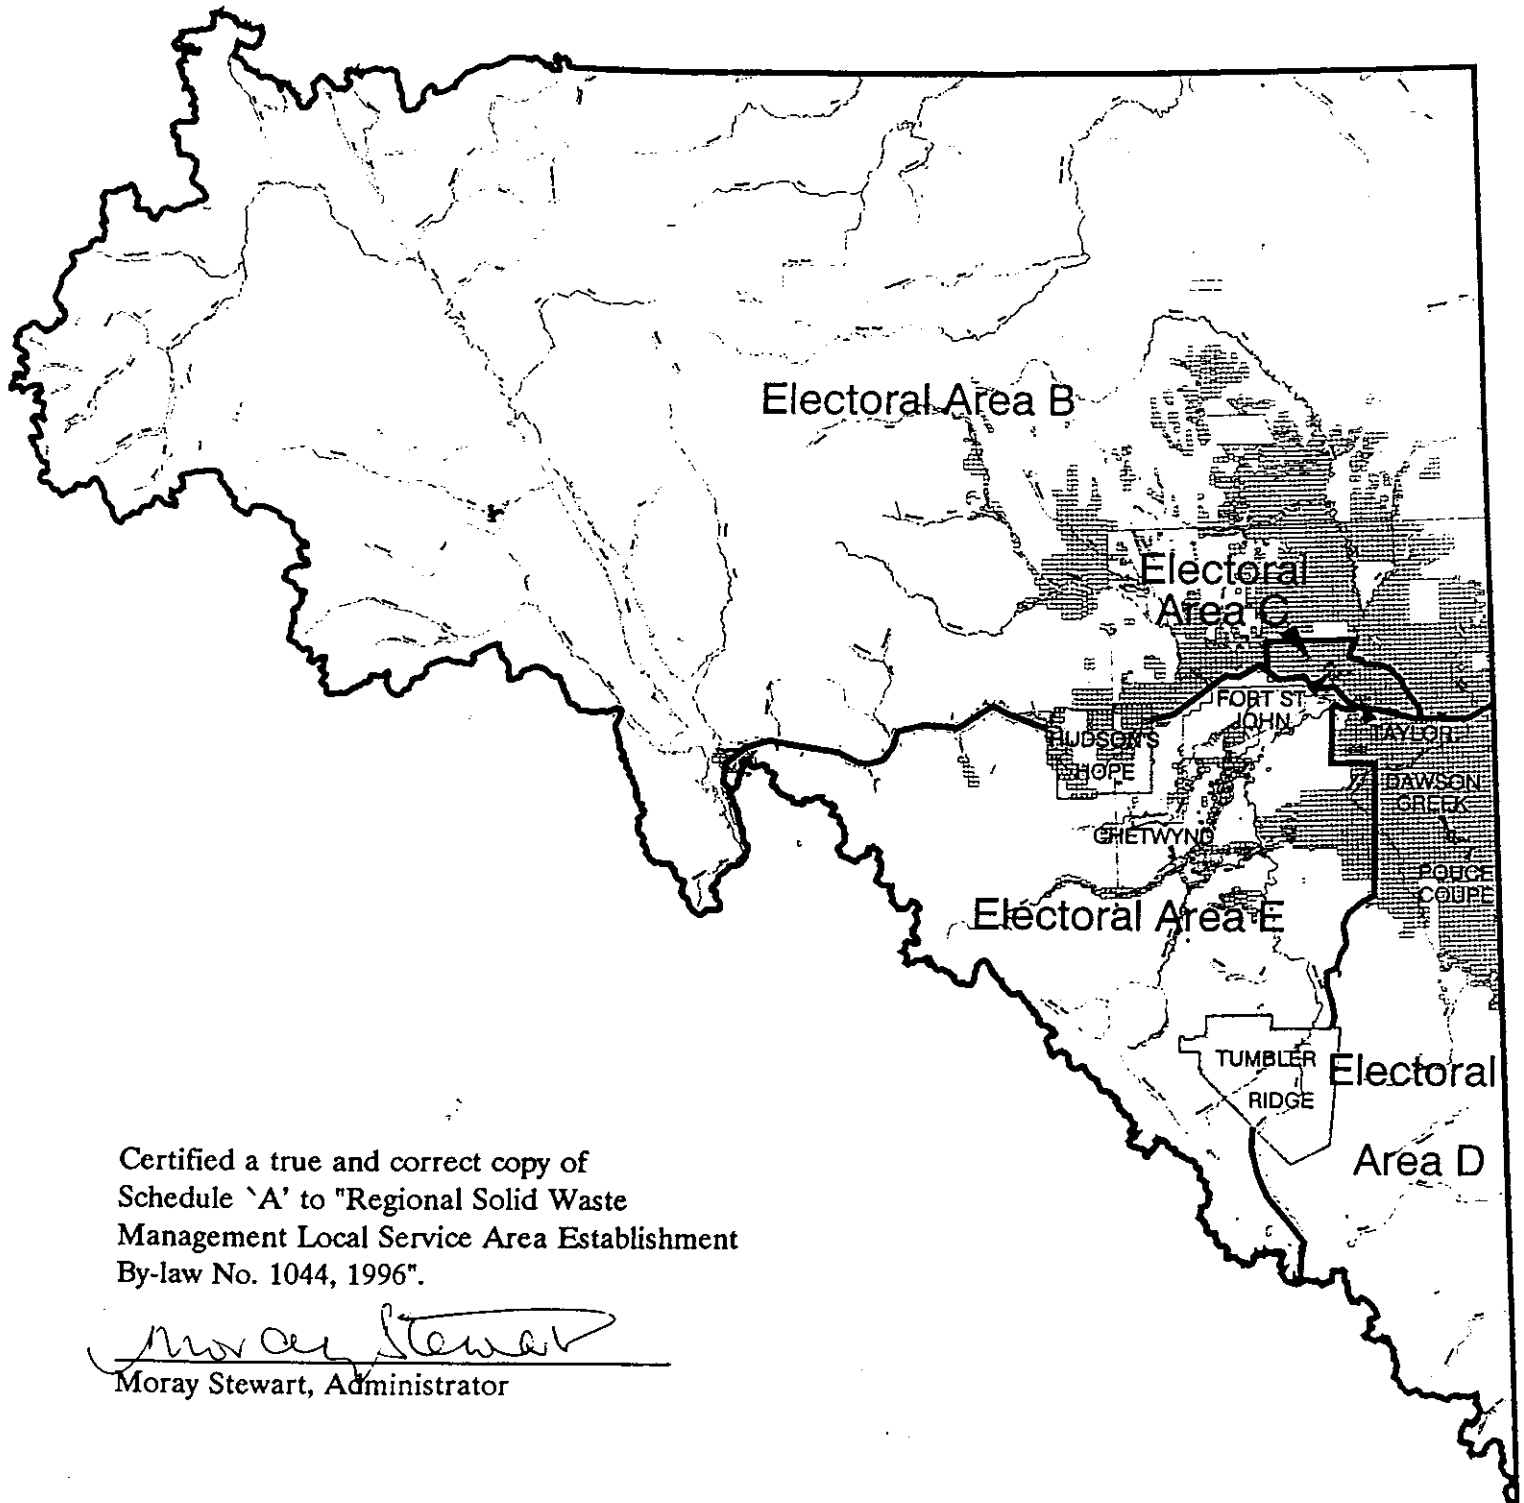 Electoral Area B
Electoral
Area C
FORT ST.
JOHN
TAYLOR
HUDSON'S
HOPE
DAWSON
CREEK
CHETWYND
POUCE
COUPE
Electoral Area E
TUMBLER
RIDGE
Electoral
Area D
Certified a true and correct copy of
Schedule `A' to "Regional Solid Waste
Management Local Service Area Establishment
By-law No. 1044, 1996".
Moray Stewart
Moray Stewart, Administrator